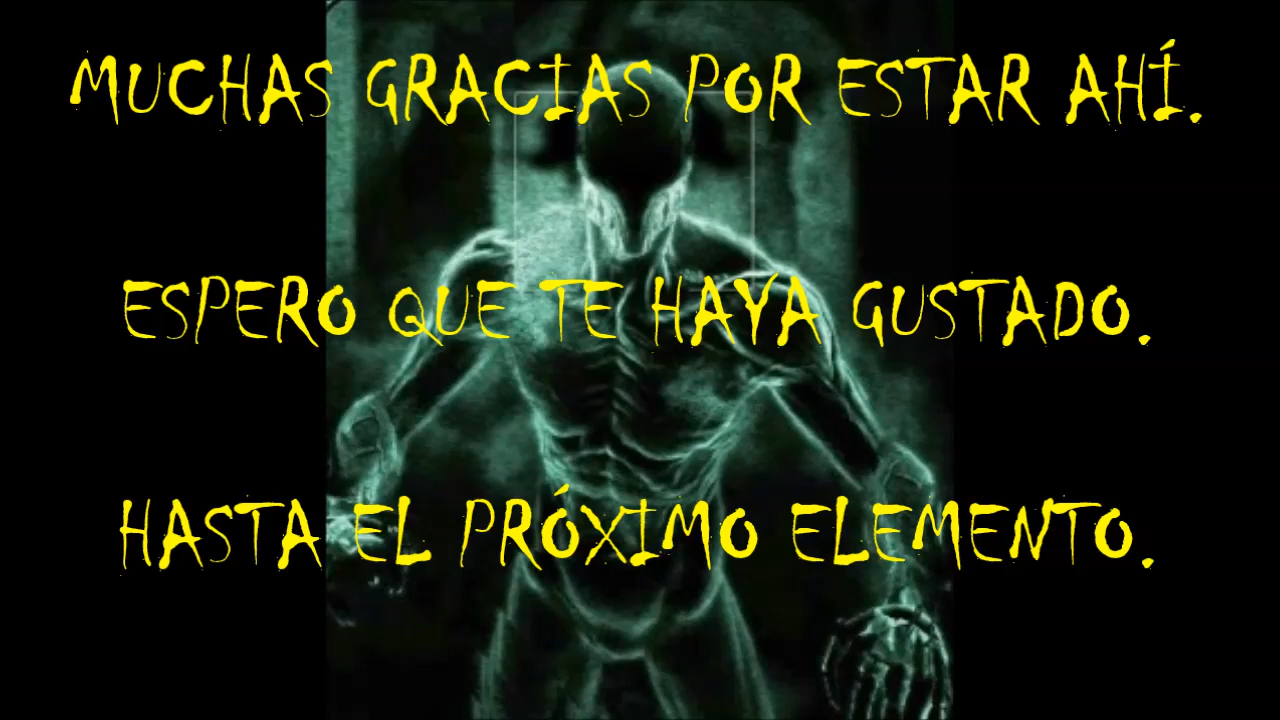 MUCHAS GRACIAS POR ESTAR AHÍ.
ESPERO QUE TE HAYA GUSTADO.
HASTA EL PRÓXIMO ELEMENTO.